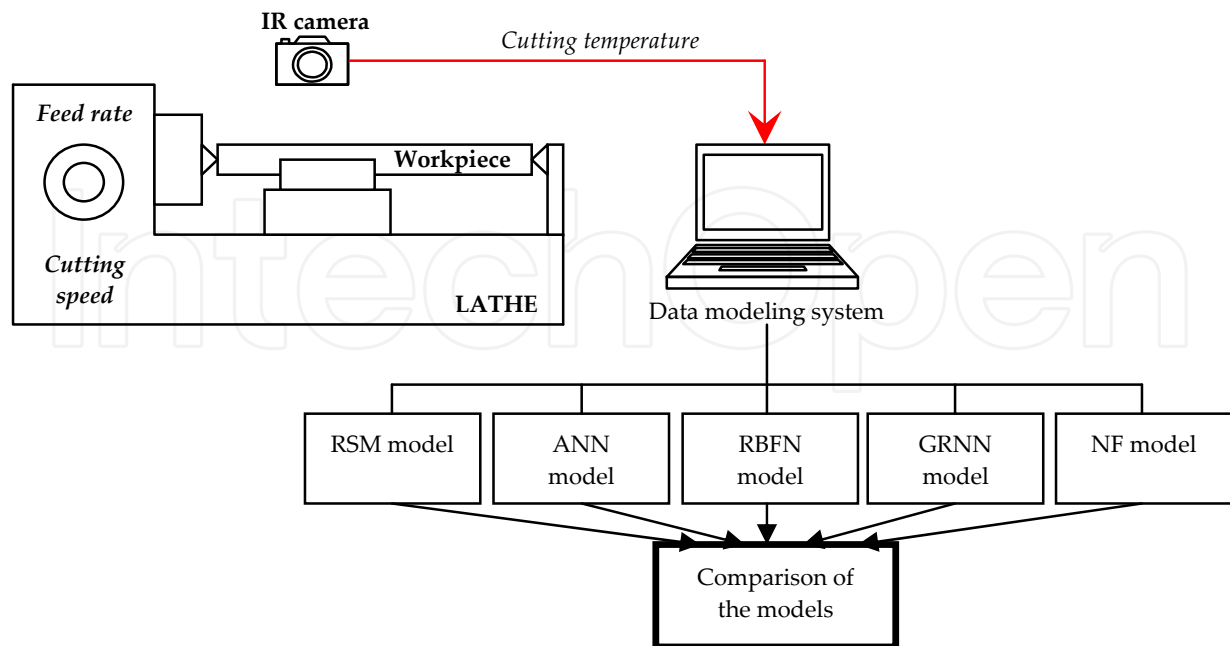 IR camera
Cutting temperature
Feed rate
Workpiece
Cutting
speed
LATHE
IntechOpen
Data modeling system
RSM model
ANN
model
RBFN
model
GRNN
model
NF model
Comparison of
the models